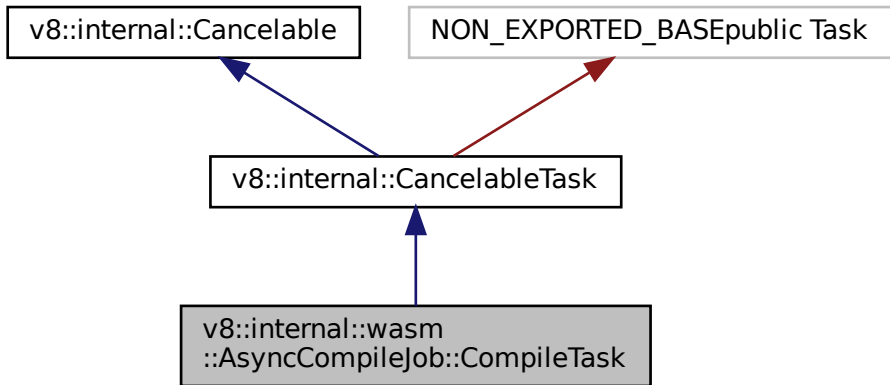 v8::internal::Cancelable
NON_EXPORTED_BASEpublic Task
v8::internal::CancelableTask
v8::internal::wasm
::AsyncCompileJob::CompileTask